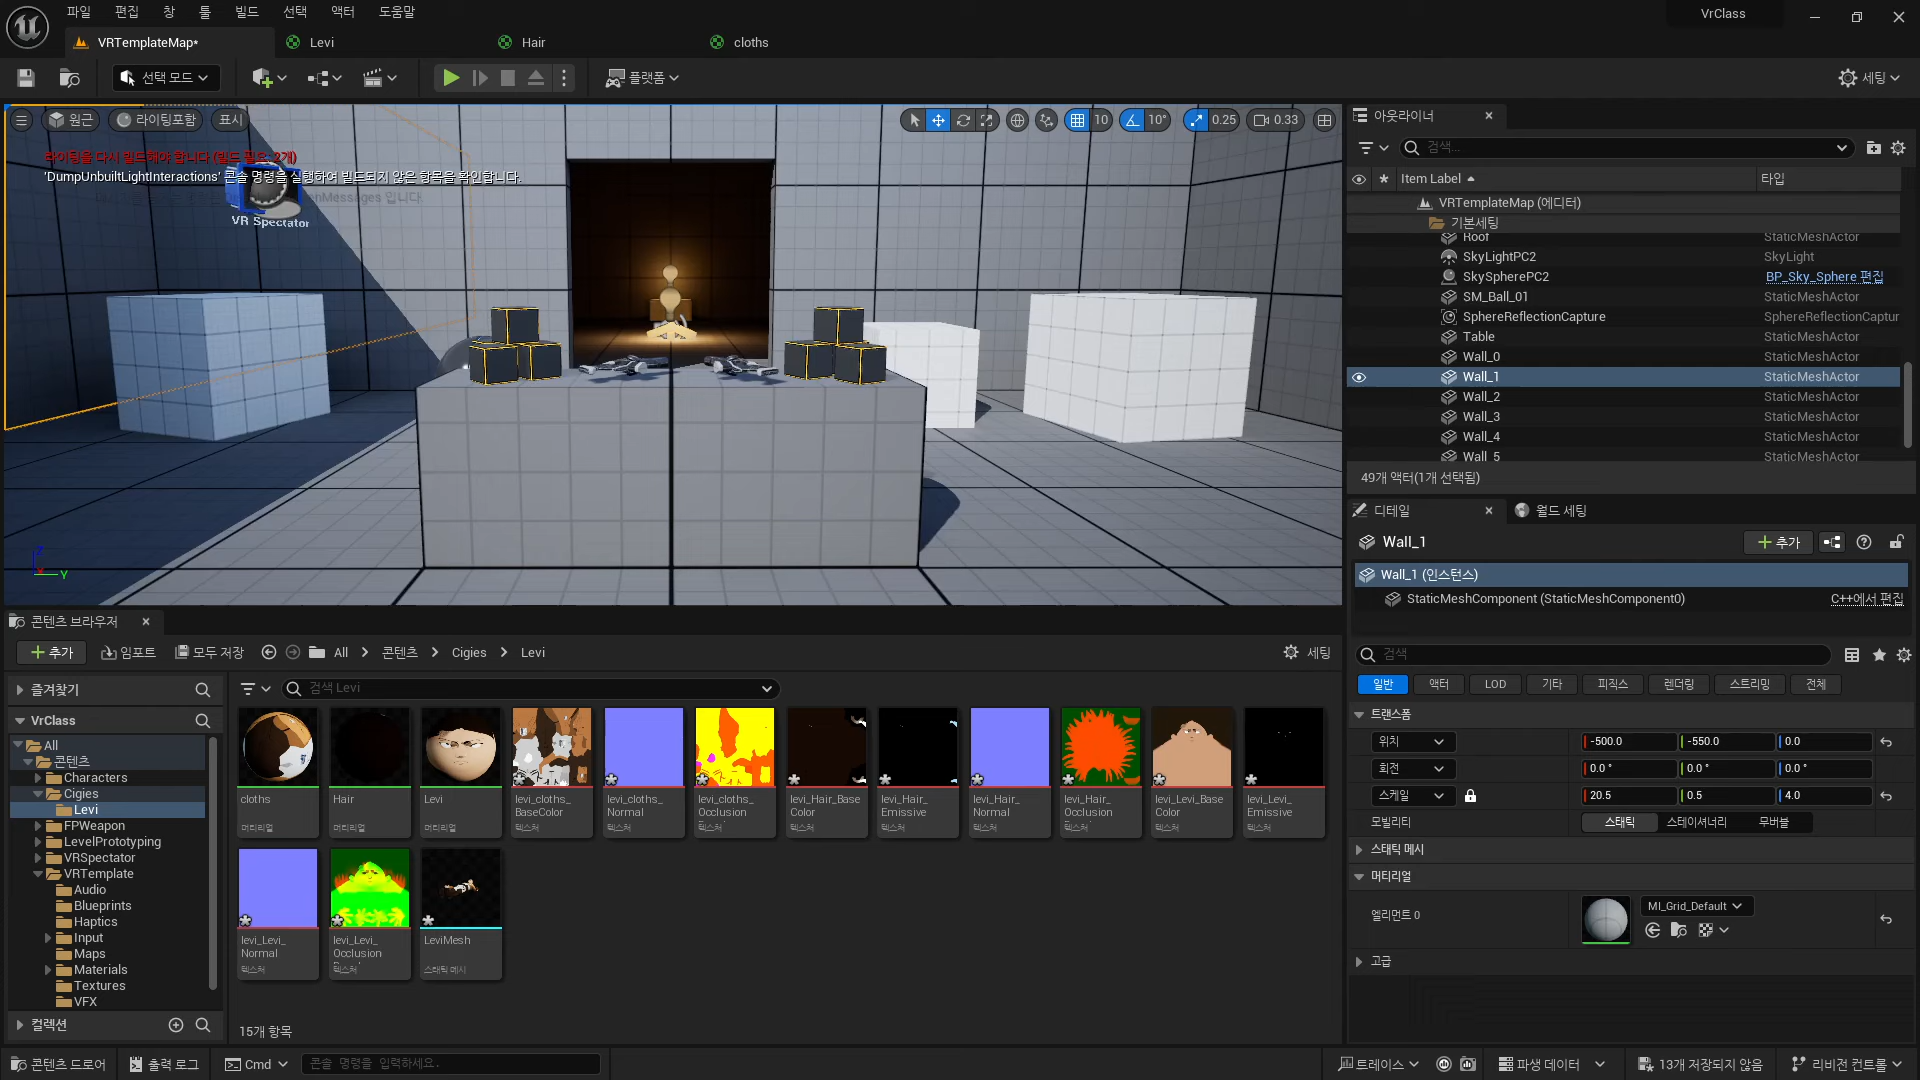 파일 편집 창 툴 빌드 선택 액터 도움말
VrClass
VRTemplateMap*
Levi
Hair
cloths
선택 모드
플랫폼
세팅
원근
라이팅포함
표시
10
10°
0.25
0.33
라이팅을 다시 빌드해야 합니다 (빌드 필요: 2개)
'DumpUnbuiltLightInteractions' 콘솔 명령을 실행하여 빌드되지 않은 항목을 확인합니다.
VR Spectator
Z
Y
아웃라이너
검색...
Item Label
타입
VRTemplateMap (에디터)
기본세팅
Roof StaticMeshActor
SkyLightPC2 SkyLight
SkySpherePC2 BP_Sky_Sphere 편집
SM_Ball_01 StaticMeshActor
SphereReflectionCapture SphereReflectionCaptur
Table StaticMeshActor
Wall_0 StaticMeshActor
Wall_1 StaticMeshActor
Wall_2 StaticMeshActor
Wall_3 StaticMeshActor
Wall_4 StaticMeshActor
Wall_5 StaticMeshActor
49개 액터(1개 선택됨)
디테일
월드 세팅
Wall_1
추가
Wall_1 (인스턴스)
StaticMeshComponent (StaticMeshComponent0)
C++에서 편집
검색
일반 액터 LOD 기타 피직스 렌더링 스트리밍 전체
트랜스폼
위치 -500.0 -550.0 0.0
회전 0.0 ° 0.0 ° 0.0 °
스케일 20.5 0.5 4.0
모빌리티 스태틱 스테이셔너리 무버블
스태틱 메시
머티리얼
엘리먼트 0
MI_Grid_Default
고급
콘텐츠 브라우저
추가
임포트
모두 저장
All
콘텐츠
Cigies
Levi
세팅
즐겨찾기
VrClass
All
콘텐츠
Characters
Cigies
Levi
FPWeapon
LevelPrototyping
VRSpectator
VRTemplate
Audio
Blueprints
Haptics
Input
Maps
Materials
Textures
VFX
컬렉션
검색 Levi
cloths
머티리얼
Hair
머티리얼
Levi
머티리얼
levi_cloths_
BaseColor
텍스처
levi_cloths_
Normal
텍스처
levi_cloths_
Occlusion
텍스처
levi_Hair_Base
Color
텍스처
levi_Hair_
Emissive
텍스처
levi_Hair_
Normal
텍스처
levi_Hair_
Occlusion
텍스처
levi_Levi_Base
Color
텍스처
levi_Levi_
Emissive
텍스처
levi_Levi_
Normal
텍스처
levi_Levi_
Occlusion
텍스처
LeviMesh
스태틱 메시
15개 항목
콘텐츠 드로어
출력 로그
Cmd
콘솔 명령을 입력하세요.
트레이스
파생 데이터
13개 저장되지 않음
리비전 컨트롤